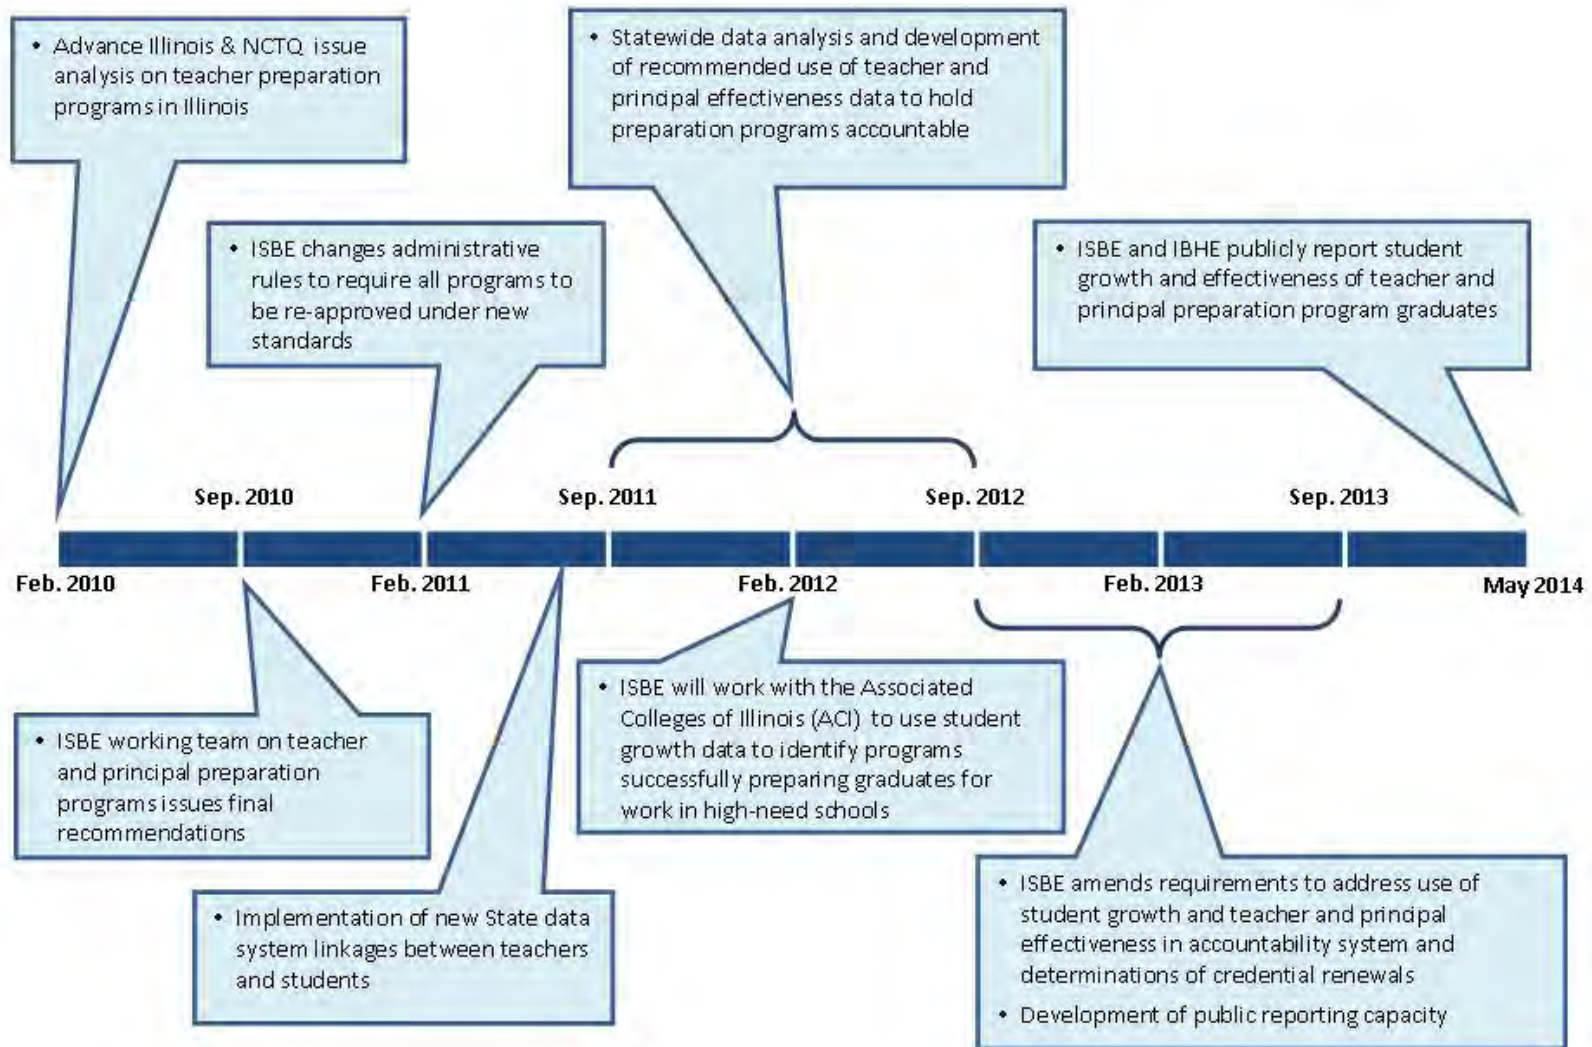 • Advance Illinois & NCTQ issue
analysis on teacher preparation
programs in Illinois
• Statewide data analysis and development
of recommended use of teacher and
principal effectiveness data to hold
preparation programs accountable
• ISBE changes administrative
rules to require all programs to
be re-approved under new
standards
• ISBE and IBHE publicly report student
growth and effectiveness of teacher and
principal preparation program graduates
Sep. 2010
Sep. 2011
Sep. 2012
Sep. 2013
Feb. 2010
Feb. 2011
Feb. 2012
Feb. 2013
May 2014
• ISBE working team on teacher
and principal preparation
programs issues final
recommendations
• ISBE will work with the Associated
Colleges of Illinois (ACI) to use student
growth data to identify programs
successfully preparing graduates for
work in high-need schools
• Implementation of new State data
system linkages between teachers
and students
• ISBE amends requirements to address use of
student growth and teacher and principal
effectiveness in accountability system and
determinations of credential renewals
• Development of public reporting capacity